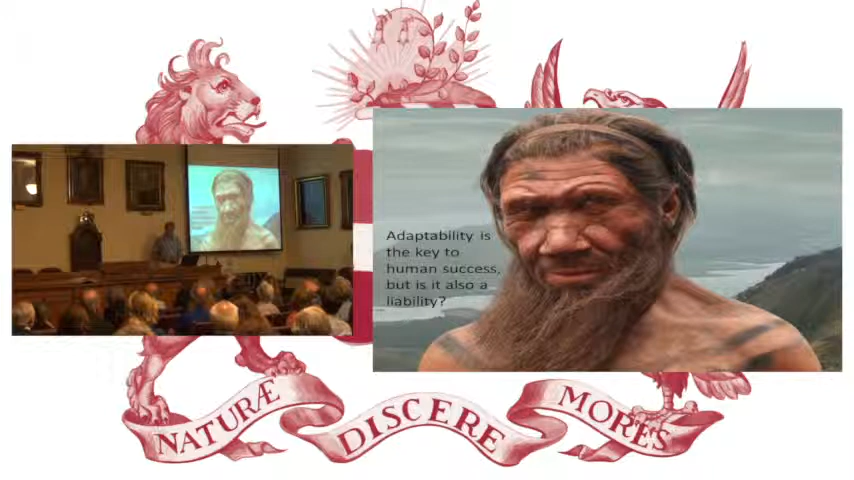 Adaptability is
the key to
human success,
but is it also a
liability?
NATURÆ
DISCERE
MORES